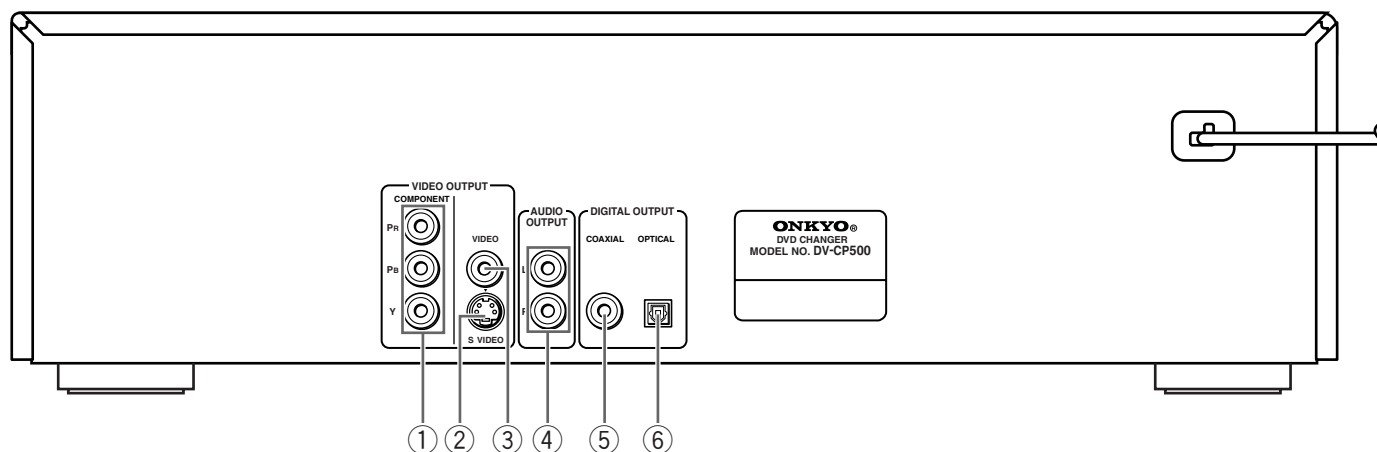 VIDEO OUTPUT
COMPONENT
PR
PB
Y
VIDEO
S VIDEO
AUDIO
OUTPUT
L
R
DIGITAL OUTPUT
COAXIAL OPTICAL
ONKYO®
DVD CHANGER
MODEL NO. DV-CP500
① ② ③ ④ ⑤ ⑥